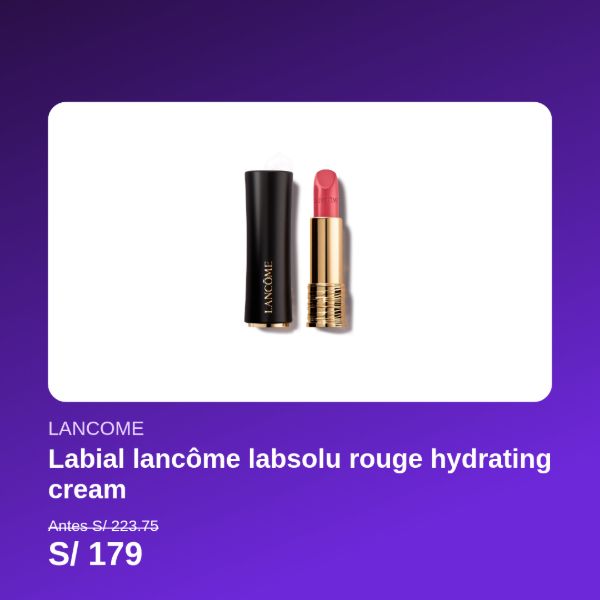 LANCÔME
LANCOME
Labial lancôme labsolu rouge hydrating
cream
Antes S/ 223.75
S/ 179